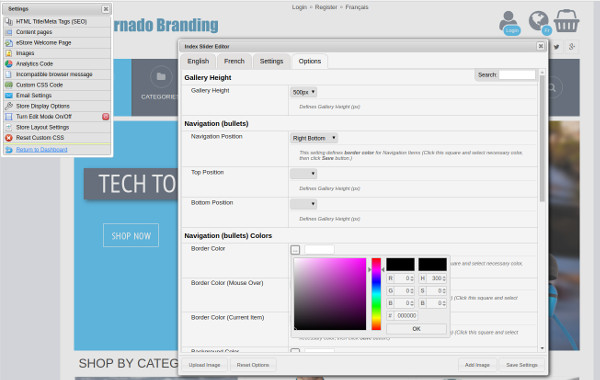 Settings
HTML Title/Meta Tags (SEO)
Content pages
eStore Welcome Page
Images
Analytics Code
Incompatible browser message
Custom CSS Code
Email Settings
Store Display Options
Turn Edit Mode On/Off
Store Layout Settings
Reset Custom CSS
Return to Dashboard
Login or Register Français
rnado Branding
Login
CATEGORIES
TECH TO
SHOP NOW
SHOP BY CATEG
Index Slider Editor
English French Settings Options
Search
Gallery Height
Gallery Height 500px
Defines Gallery Height (px)
Navigation (bullets)
Navigation Position Right Bottom
This setting defines border color for Navigation Items (Click this square and select necessary color,
then click Save button.)
Top Position
Defines Gallery Height (px)
Bottom Position
Defines Gallery Height (px)
Navigation (bullets) Colors
Border Color ...
square and select necessary color,
R 0 H 300
G 0 S 0
B 0 B 0
# 000000
OK
Border Color (Mouse Over)
) (Click this square and select
Border Color (Current Item)
) (Click this square and select
necessary color, then click Save button.)
Background Color
Upload Image Reset Options Add Image Save Settings